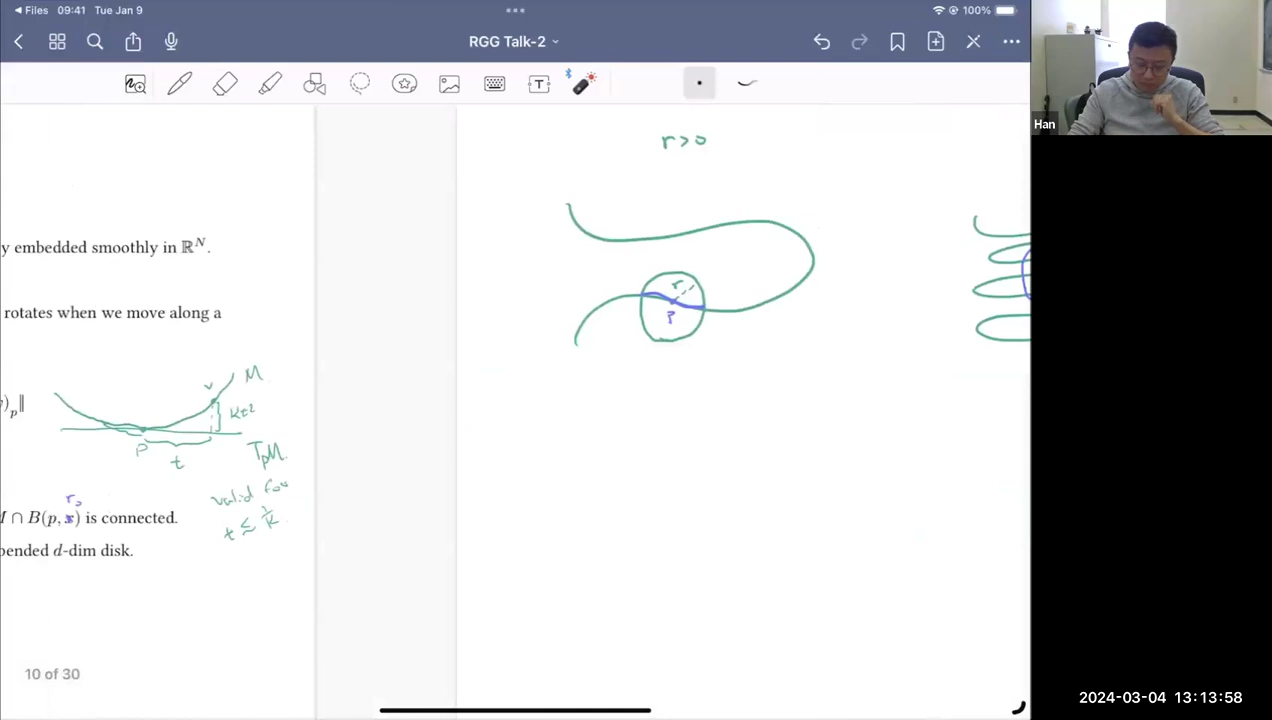 Files 09:41 Tue Jan 9
100%
RGG Talk-2
T
r>0
y embedded smoothly in ℝᴺ.
rotates when we move along a
)ₚ‖
v
M
Kt²
p
t
TₚM.
valid for
t ≤ 1/K
r₀
M ∩ B(p, r) is connected.
pended d-dim disk.
10 of 30
r
p
Han
2024-03-04 13:13:58